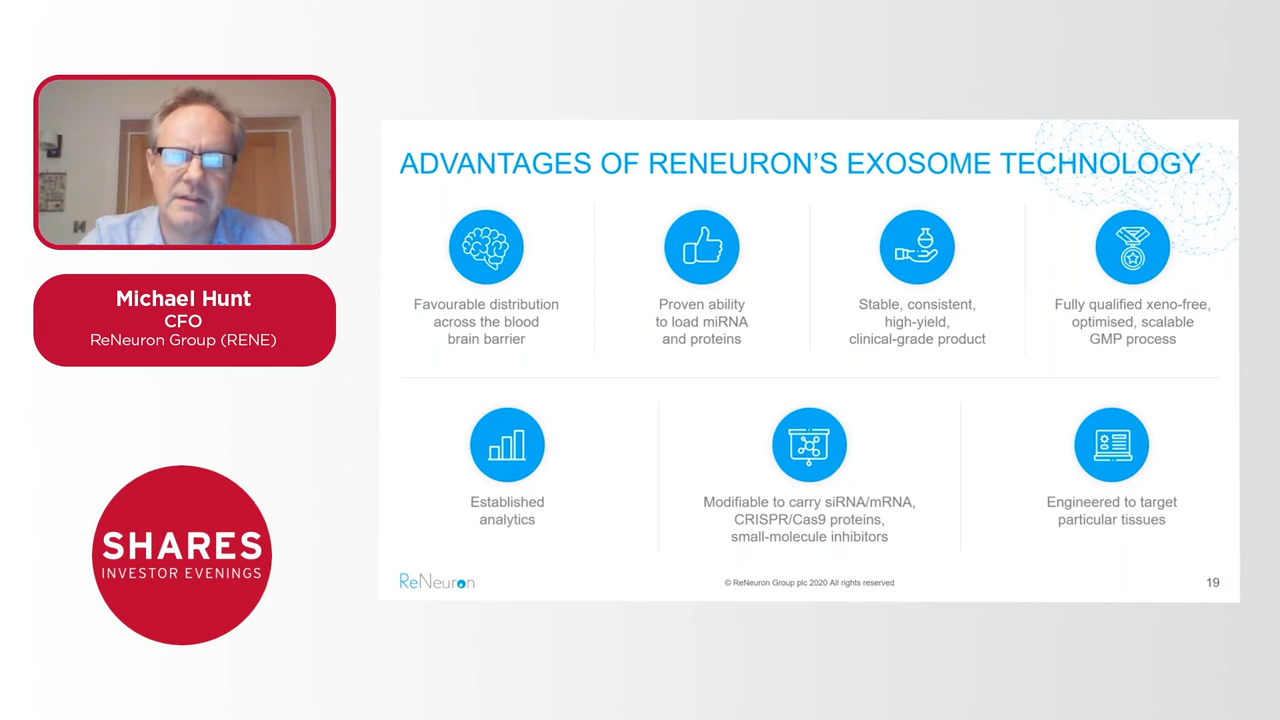 Michael Hunt
CFO
ReNeuron Group (RENE)
SHARES
INVESTOR EVENINGS
ADVANTAGES OF RENEURON'S EXOSOME TECHNOLOGY
Favourable distribution
across the blood
brain barrier
Proven ability
to load miRNA
and proteins
Stable, consistent,
high-yield,
clinical-grade product
Fully qualified xeno-free,
optimised, scalable
GMP process
Established
analytics
Modifiable to carry siRNA/mRNA,
CRISPR/Cas9 proteins,
small-molecule inhibitors
Engineered to target
particular tissues
ReNeuron
© ReNeuron Group plc 2020 All rights reserved
19